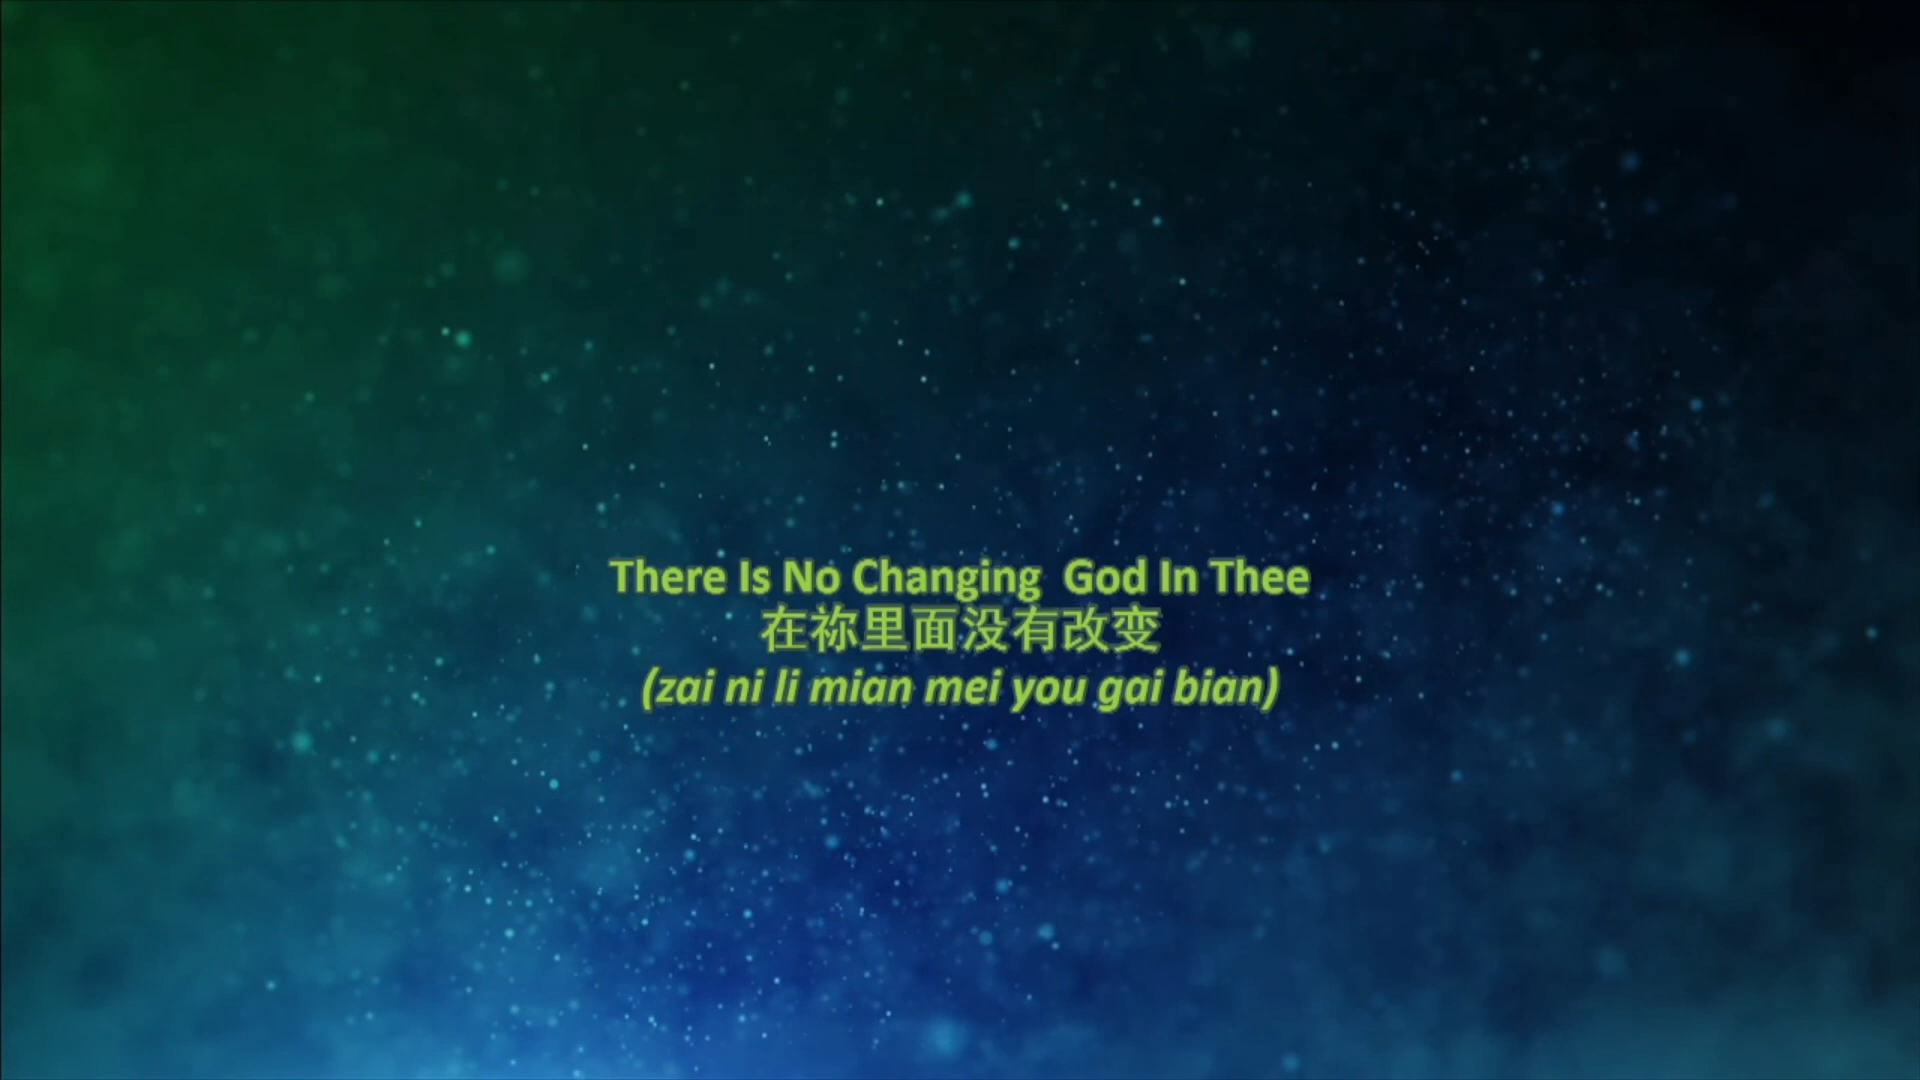 There Is No Changing  God In Thee
在祢里面没有改变
(zai ni li mian mei you gai bian)